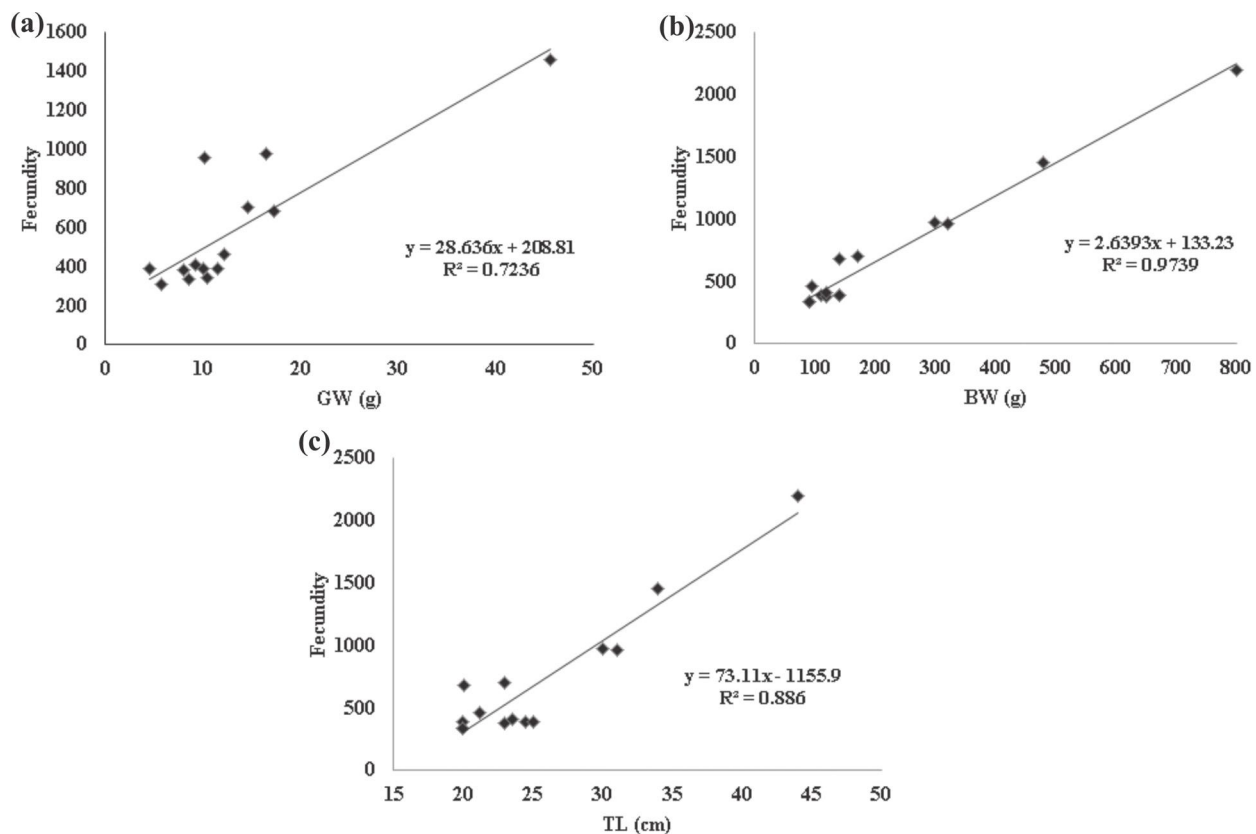 (a)
1600
1400
1200
1000
800
600
400
200
0
Fecundity
y = 28.636x + 208.81
R² = 0.7236
0 10 20 30 40 50
GW (g)
(b)
2500
2000
1500
1000
500
0
Fecundity
y = 2.6393x + 133.23
R² = 0.9739
0 100 200 300 400 500 600 700 800
BW (g)
(c)
2500
2000
1500
1000
500
0
Fecundity
y = 73.11x - 1155.9
R² = 0.886
15 20 25 30 35 40 45 50
TL (cm)